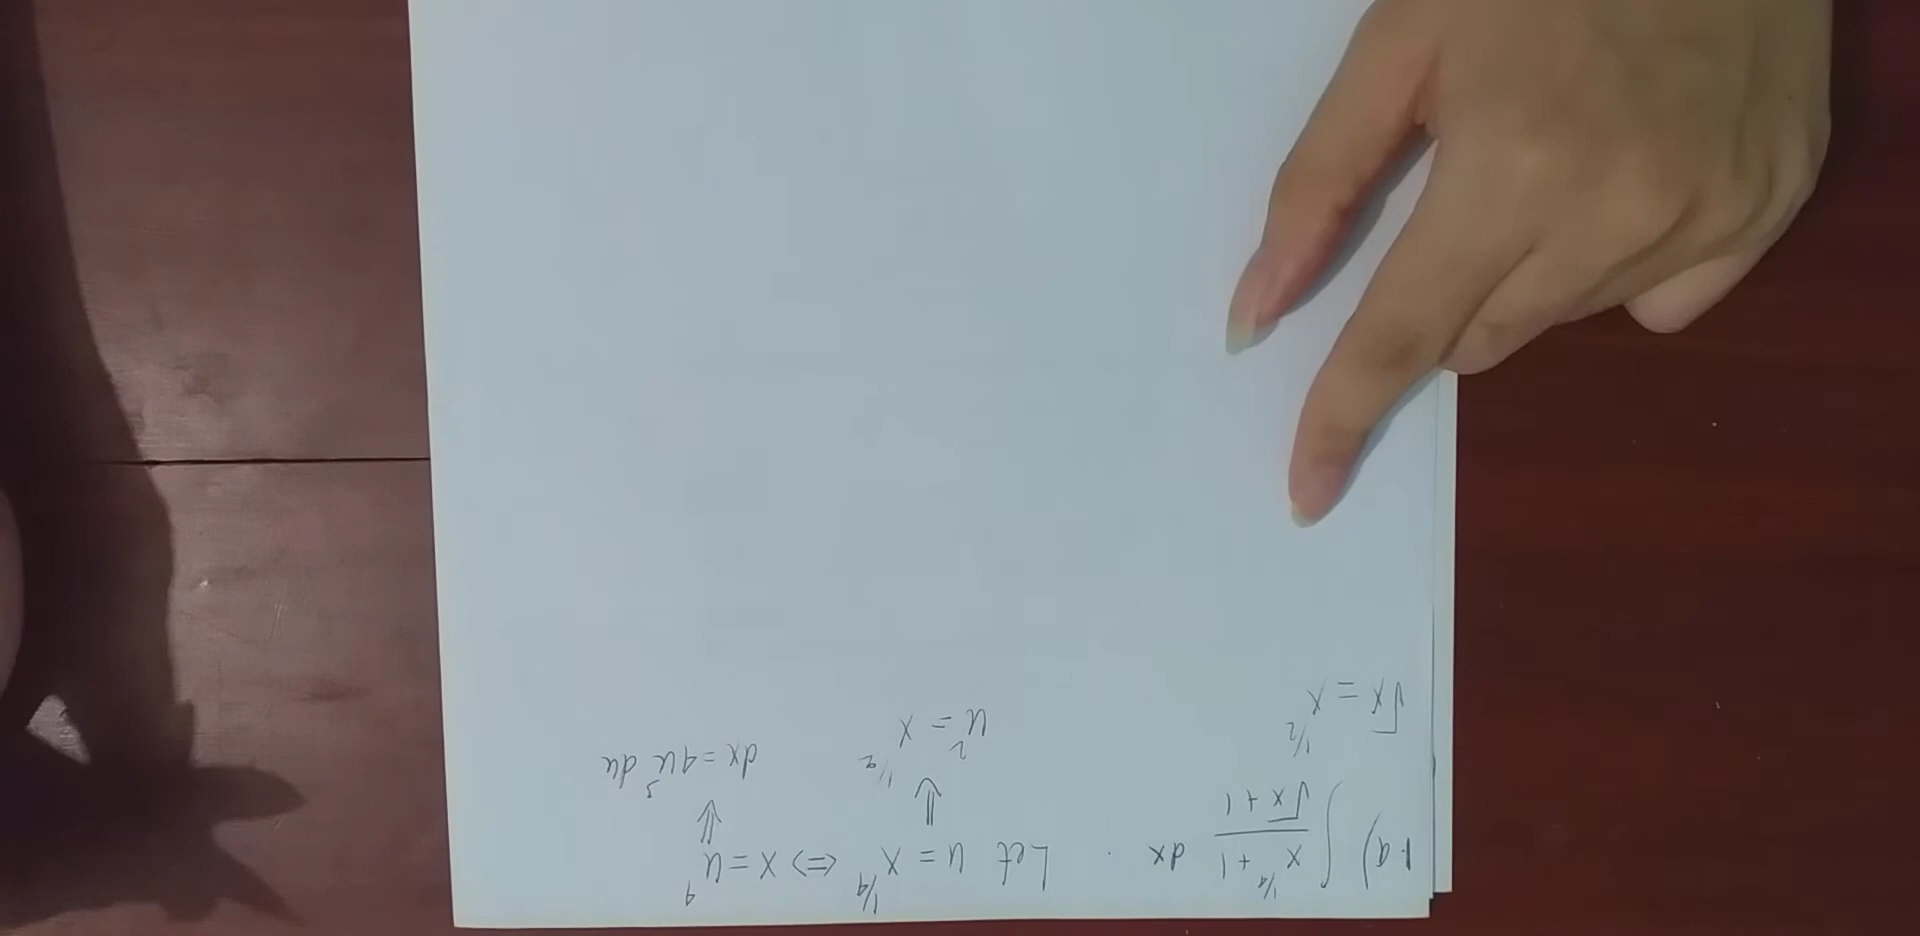 1.a) ∫ (x^{1/4} + 1)/(√x + 1) dx . Let u = x^{1/4} <=> x = u^4
⇓ ⇓
√x = x^{1/2} u^2 = x^{1/2} dx = 4u^3 du